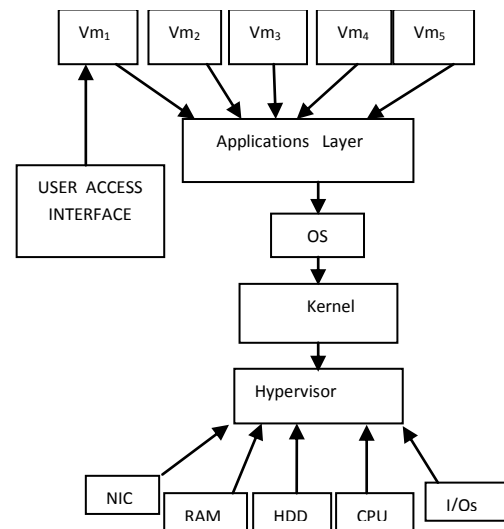 Vm₁ Vm₂ Vm₃ Vm₄ Vm₅
Applications Layer
USER ACCESS
INTERFACE
OS
Kernel
Hypervisor
NIC
RAM
HDD
CPU
I/Os